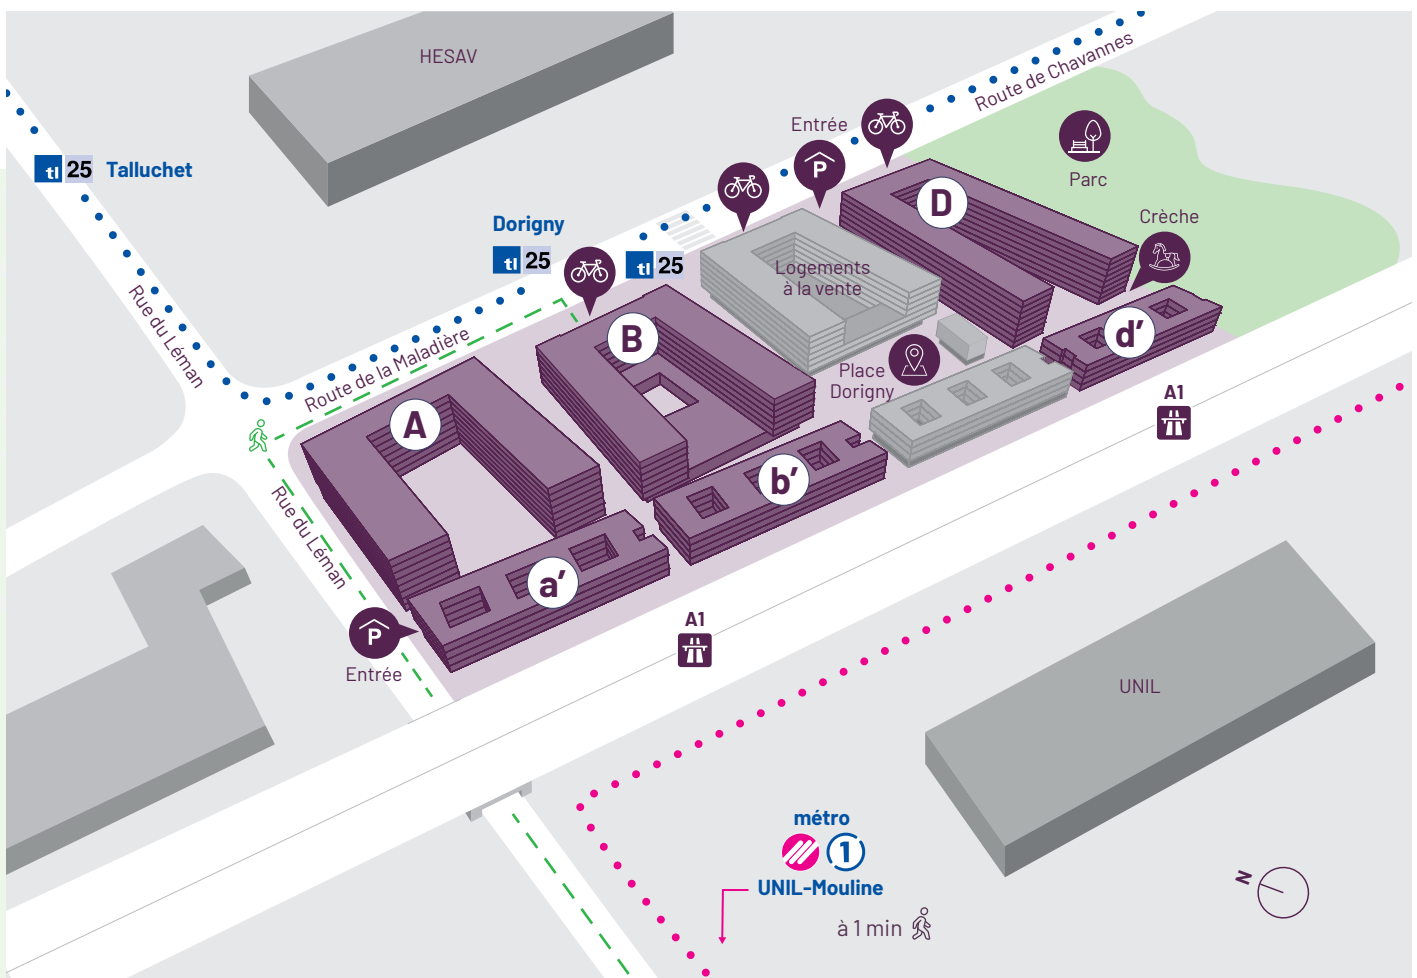 HESAV
Route de Chavannes
tl 25 Talluchet
Entrée
P
Parc
Dorigny
tl 25
tl 25
D
Crèche
Logements
à la vente
Rue du Léman
Route de la Maladière
B
d’
Place
Dorigny
A
A1
b’
Rue du Léman
a’
P
Entrée
A1
UNIL
métro
1
UNIL-Mouline
à 1 min
N